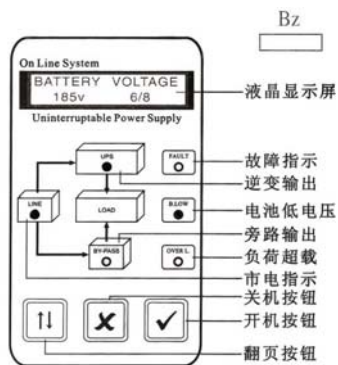 Bz
On Line System
BATTERY VOLTAGE
185v 6/8
液晶显示屏
Uninterruptable Power Supply
UPS
FAULT
故障指示
逆变输出
LINE
LOAD
B.LOW
电池低电压
旁路输出
BY-PASS
OVER L.
负荷超载
市电指示
关机按钮
开机按钮
翻页按钮